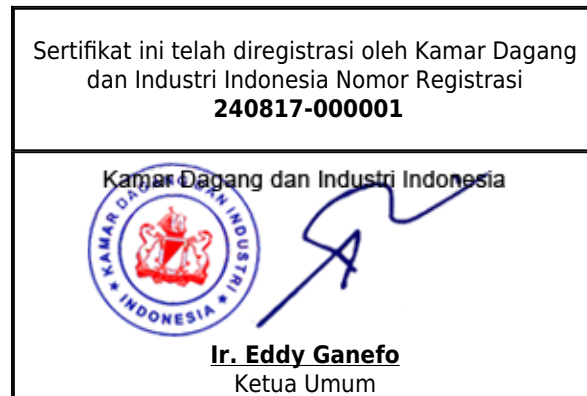 Sertifikat ini telah diregistrasi oleh Kamar Dagang
dan Industri Indonesia Nomor Registrasi
240817-000001
Kamar Dagang dan Industri Indonesia
KAMAR DAGANG DAN INDUSTRI
* INDONESIA *
Ir. Eddy Ganefo
Ketua Umum